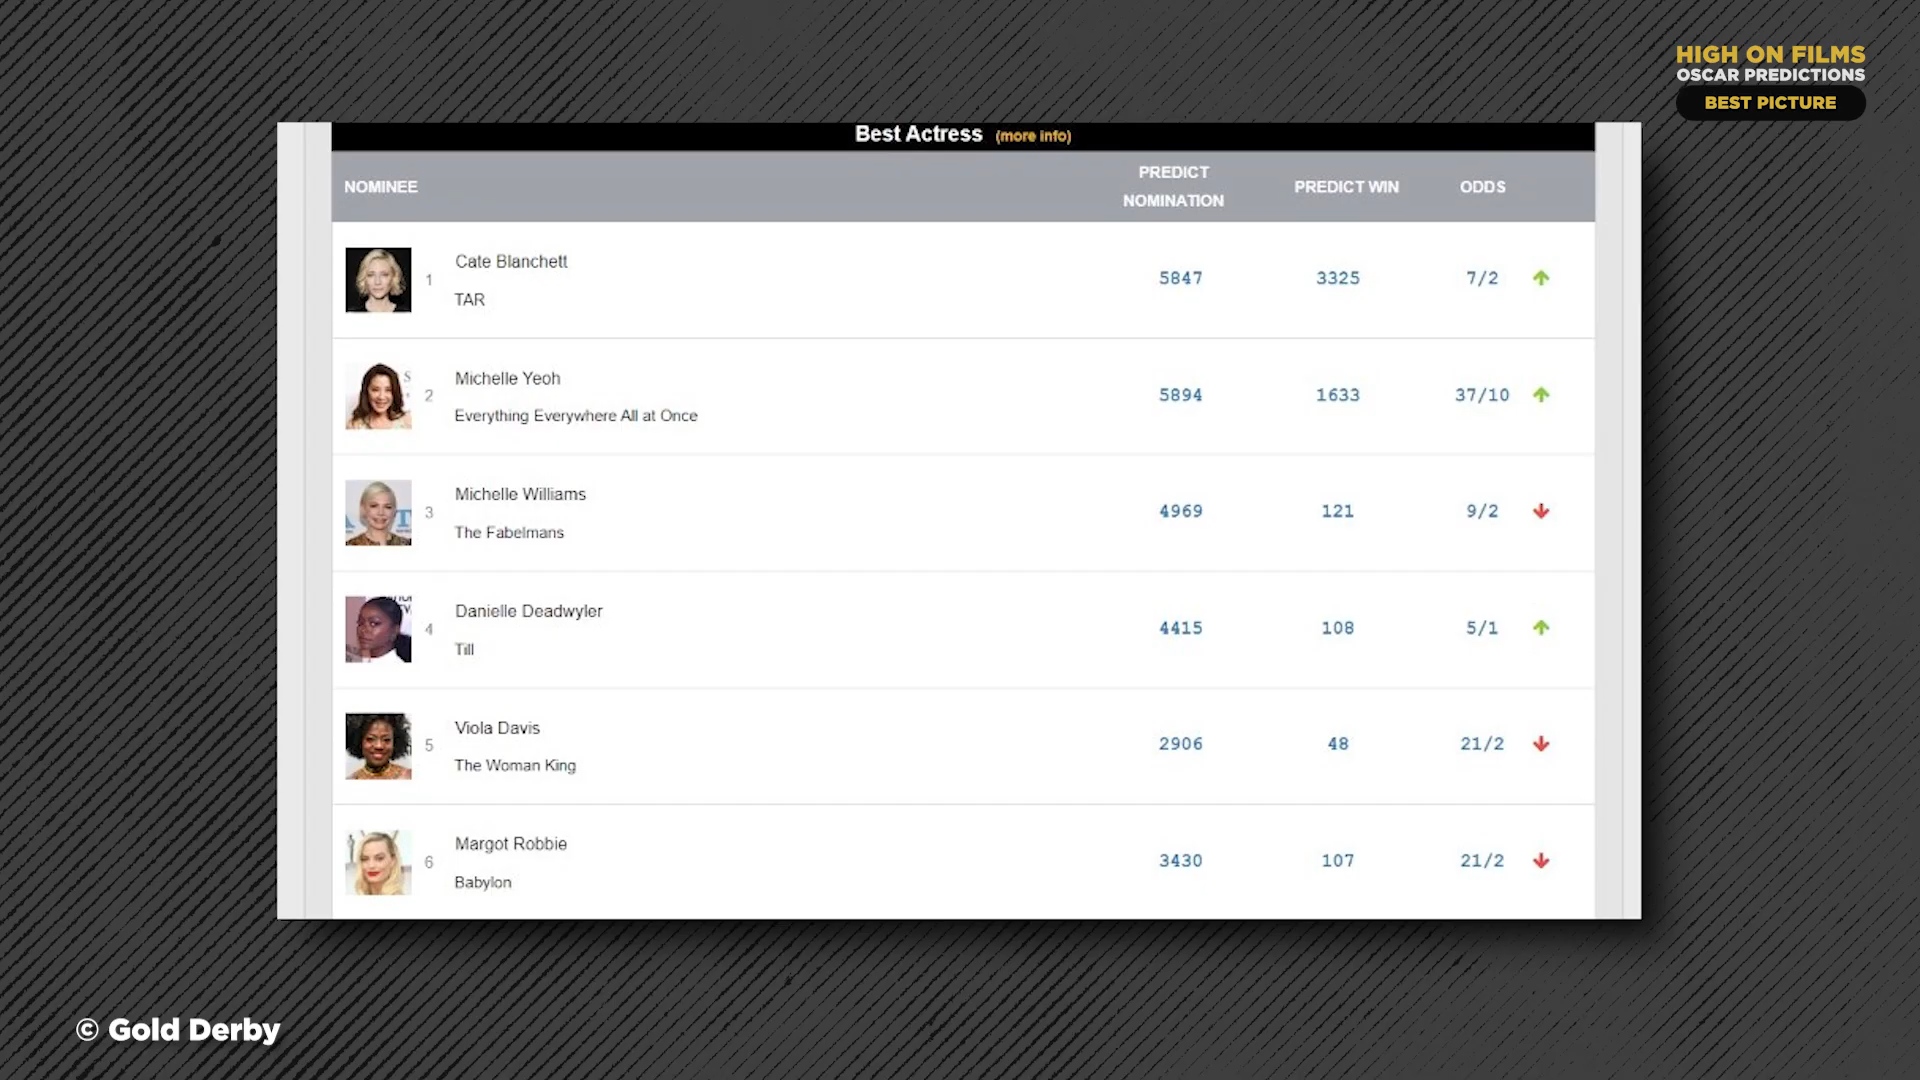 HIGH ON FILMS
OSCAR PREDICTIONS
BEST PICTURE
Best Actress (more info)
NOMINEE PREDICT NOMINATION PREDICT WIN ODDS
1 Cate Blanchett 5847 3325 7/2
TAR
2 Michelle Yeoh 5894 1633 37/10
Everything Everywhere All at Once
3 Michelle Williams 4969 121 9/2
The Fabelmans
4 Danielle Deadwyler 4415 108 5/1
Till
5 Viola Davis 2906 48 21/2
The Woman King
6 Margot Robbie 3430 107 21/2
Babylon
© Gold Derby